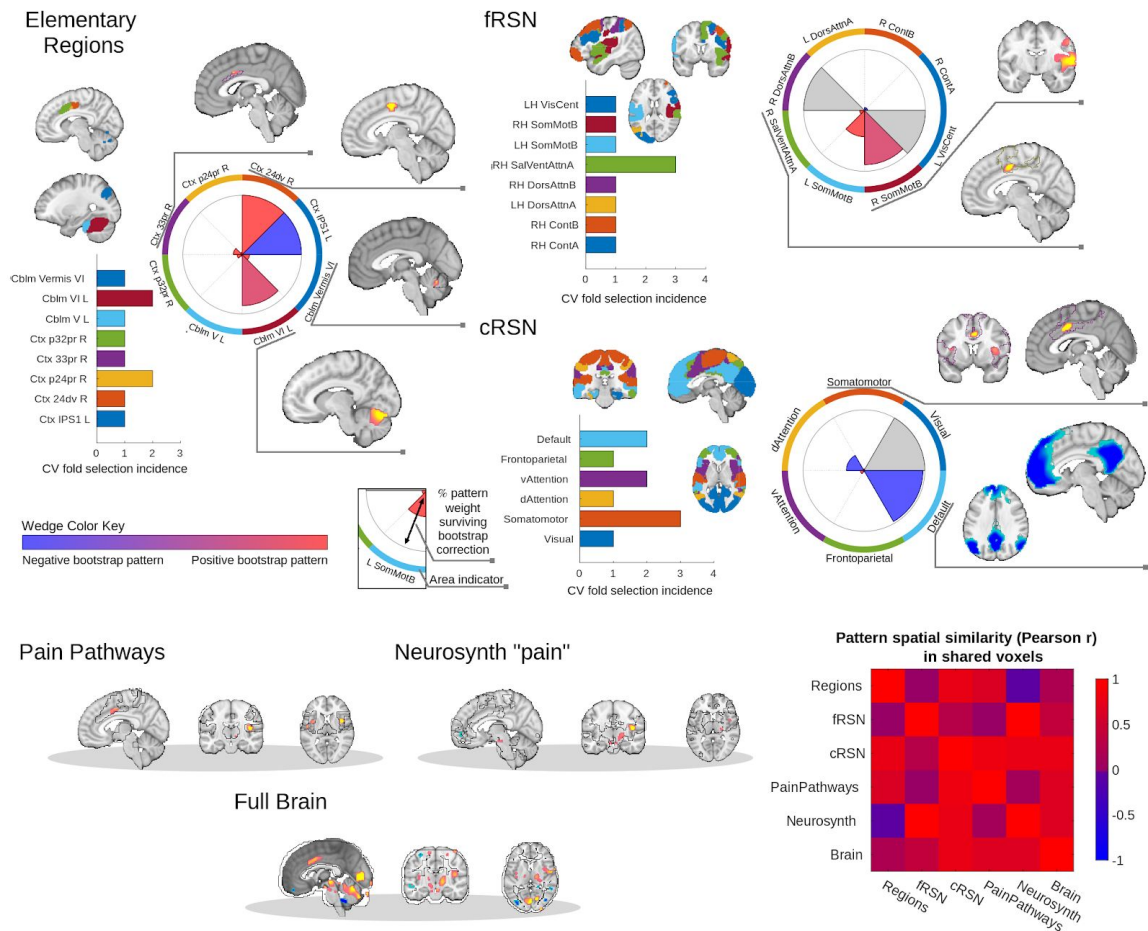 Elementary
Regions
Ctx p24pr R
Ctx 24dv R
Ctx 33pr R
Ctx IPS1 L
Ctx p32pr R
Cblm Vermis VI
Cblm V L
Cblm VI L
Cblm Vermis VI
Cblm VI L
Cblm V L
Ctx p32pr R
Ctx 33pr R
Ctx p24pr R
Ctx 24dv R
Ctx IPS1 L
0 1 2 3
CV fold selection incidence
Wedge Color Key
Negative bootstrap pattern
Positive bootstrap pattern
% pattern
weight
surviving
bootstrap
correction
L SomMotB
Area indicator
fRSN
LH VisCent
RH SomMotB
LH SomMotB
RH SalVentAttnA
RH DorsAttnB
LH DorsAttnA
RH ContB
RH ContA
0 1 2 3 4
CV fold selection incidence
L DorsAttnA
R ContB
R DorsAttnB
R ContA
R SalVentAttnA
L VisCent
L SomMotB
R SomMotB
cRSN
Default
Frontoparietal
vAttention
dAttention
Somatomotor
Visual
0 1 2 3 4
CV fold selection incidence
Somatomotor
dAttention
Visual
vAttention
Default
Frontoparietal
Pain Pathways
Neurosynth "pain"
Full Brain
Pattern spatial similarity (Pearson r)
in shared voxels
Regions
fRSN
cRSN
PainPathways
Neurosynth
Brain
Regions
fRSN
cRSN
PainPathways
Neurosynth
Brain
1
0.5
0
-0.5
-1